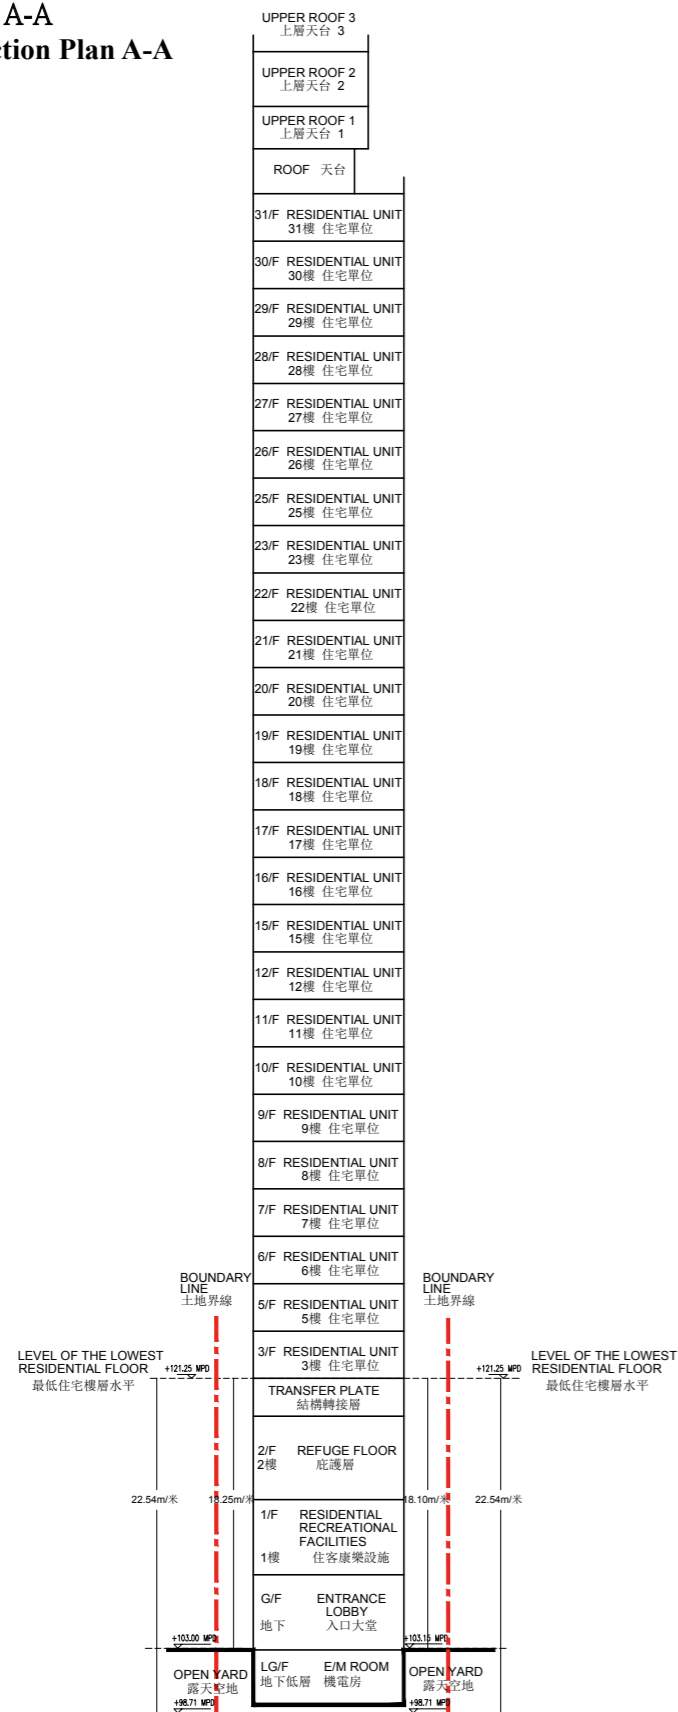 A-A
ction Plan A-A
UPPER ROOF 3
上層天台 3
UPPER ROOF 2
上層天台 2
UPPER ROOF 1
上層天台 1
ROOF 天台
31/F RESIDENTIAL UNIT
31樓 住宅單位
30/F RESIDENTIAL UNIT
30樓 住宅單位
29/F RESIDENTIAL UNIT
29樓 住宅單位
28/F RESIDENTIAL UNIT
28樓 住宅單位
27/F RESIDENTIAL UNIT
27樓 住宅單位
26/F RESIDENTIAL UNIT
26樓 住宅單位
25/F RESIDENTIAL UNIT
25樓 住宅單位
23/F RESIDENTIAL UNIT
23樓 住宅單位
22/F RESIDENTIAL UNIT
22樓 住宅單位
21/F RESIDENTIAL UNIT
21樓 住宅單位
20/F RESIDENTIAL UNIT
20樓 住宅單位
19/F RESIDENTIAL UNIT
19樓 住宅單位
18/F RESIDENTIAL UNIT
18樓 住宅單位
17/F RESIDENTIAL UNIT
17樓 住宅單位
16/F RESIDENTIAL UNIT
16樓 住宅單位
15/F RESIDENTIAL UNIT
15樓 住宅單位
12/F RESIDENTIAL UNIT
12樓 住宅單位
11/F RESIDENTIAL UNIT
11樓 住宅單位
10/F RESIDENTIAL UNIT
10樓 住宅單位
9/F RESIDENTIAL UNIT
9樓 住宅單位
8/F RESIDENTIAL UNIT
8樓 住宅單位
7/F RESIDENTIAL UNIT
7樓 住宅單位
6/F RESIDENTIAL UNIT
6樓 住宅單位
BOUNDARY
LINE
土地界線
BOUNDARY
LINE
土地界線
5/F RESIDENTIAL UNIT
5樓 住宅單位
3/F RESIDENTIAL UNIT
3樓 住宅單位
LEVEL OF THE LOWEST
RESIDENTIAL FLOOR
最低住宅樓層水平
+121.25 MPD
+121.25 MPD
LEVEL OF THE LOWEST
RESIDENTIAL FLOOR
最低住宅樓層水平
TRANSFER PLATE
結構轉接層
2/F REFUGE FLOOR
2樓 庇護層
22.54m/米
18.25m/米
18.10m/米
22.54m/米
1/F RESIDENTIAL
RECREATIONAL
FACILITIES
1樓 住客康樂設施
G/F ENTRANCE
LOBBY
地下 入口大堂
+103.00 MPD
+103.15 MPD
LG/F E/M ROOM
地下低層 機電房
OPEN YARD
露天空地
OPEN YARD
露天空地
+98.71 MPD
+98.71 MPD